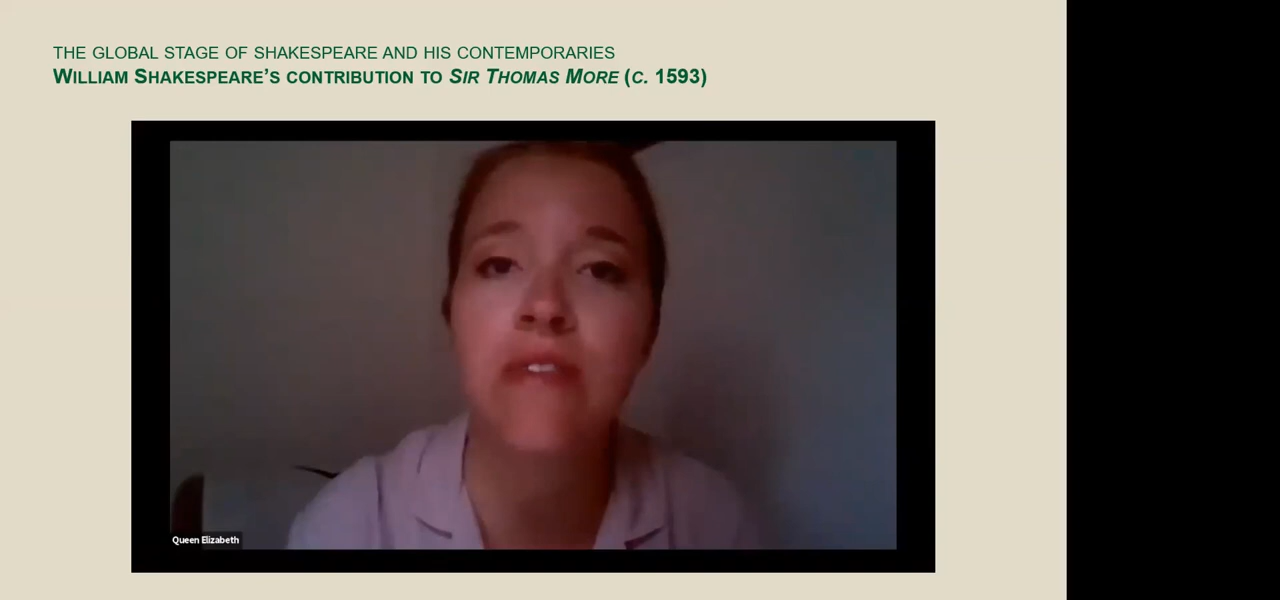 THE GLOBAL STAGE OF SHAKESPEARE AND HIS CONTEMPORARIES
WILLIAM SHAKESPEARE’S CONTRIBUTION TO SIR THOMAS MORE (C. 1593)
Queen Elizabeth